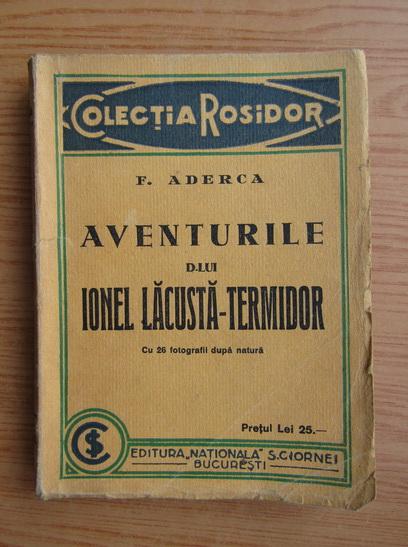 COLECȚIA ROSIDOR
F. ADERCA
AVENTURILE
D-LUI
IONEL LĂCUSTĂ-TERMIDOR
Cu 26 fotografii după natură
Prețul Lei 25.—
EDITURA „NAȚIONALA" S. CIORNEI
BUCUREȘTI